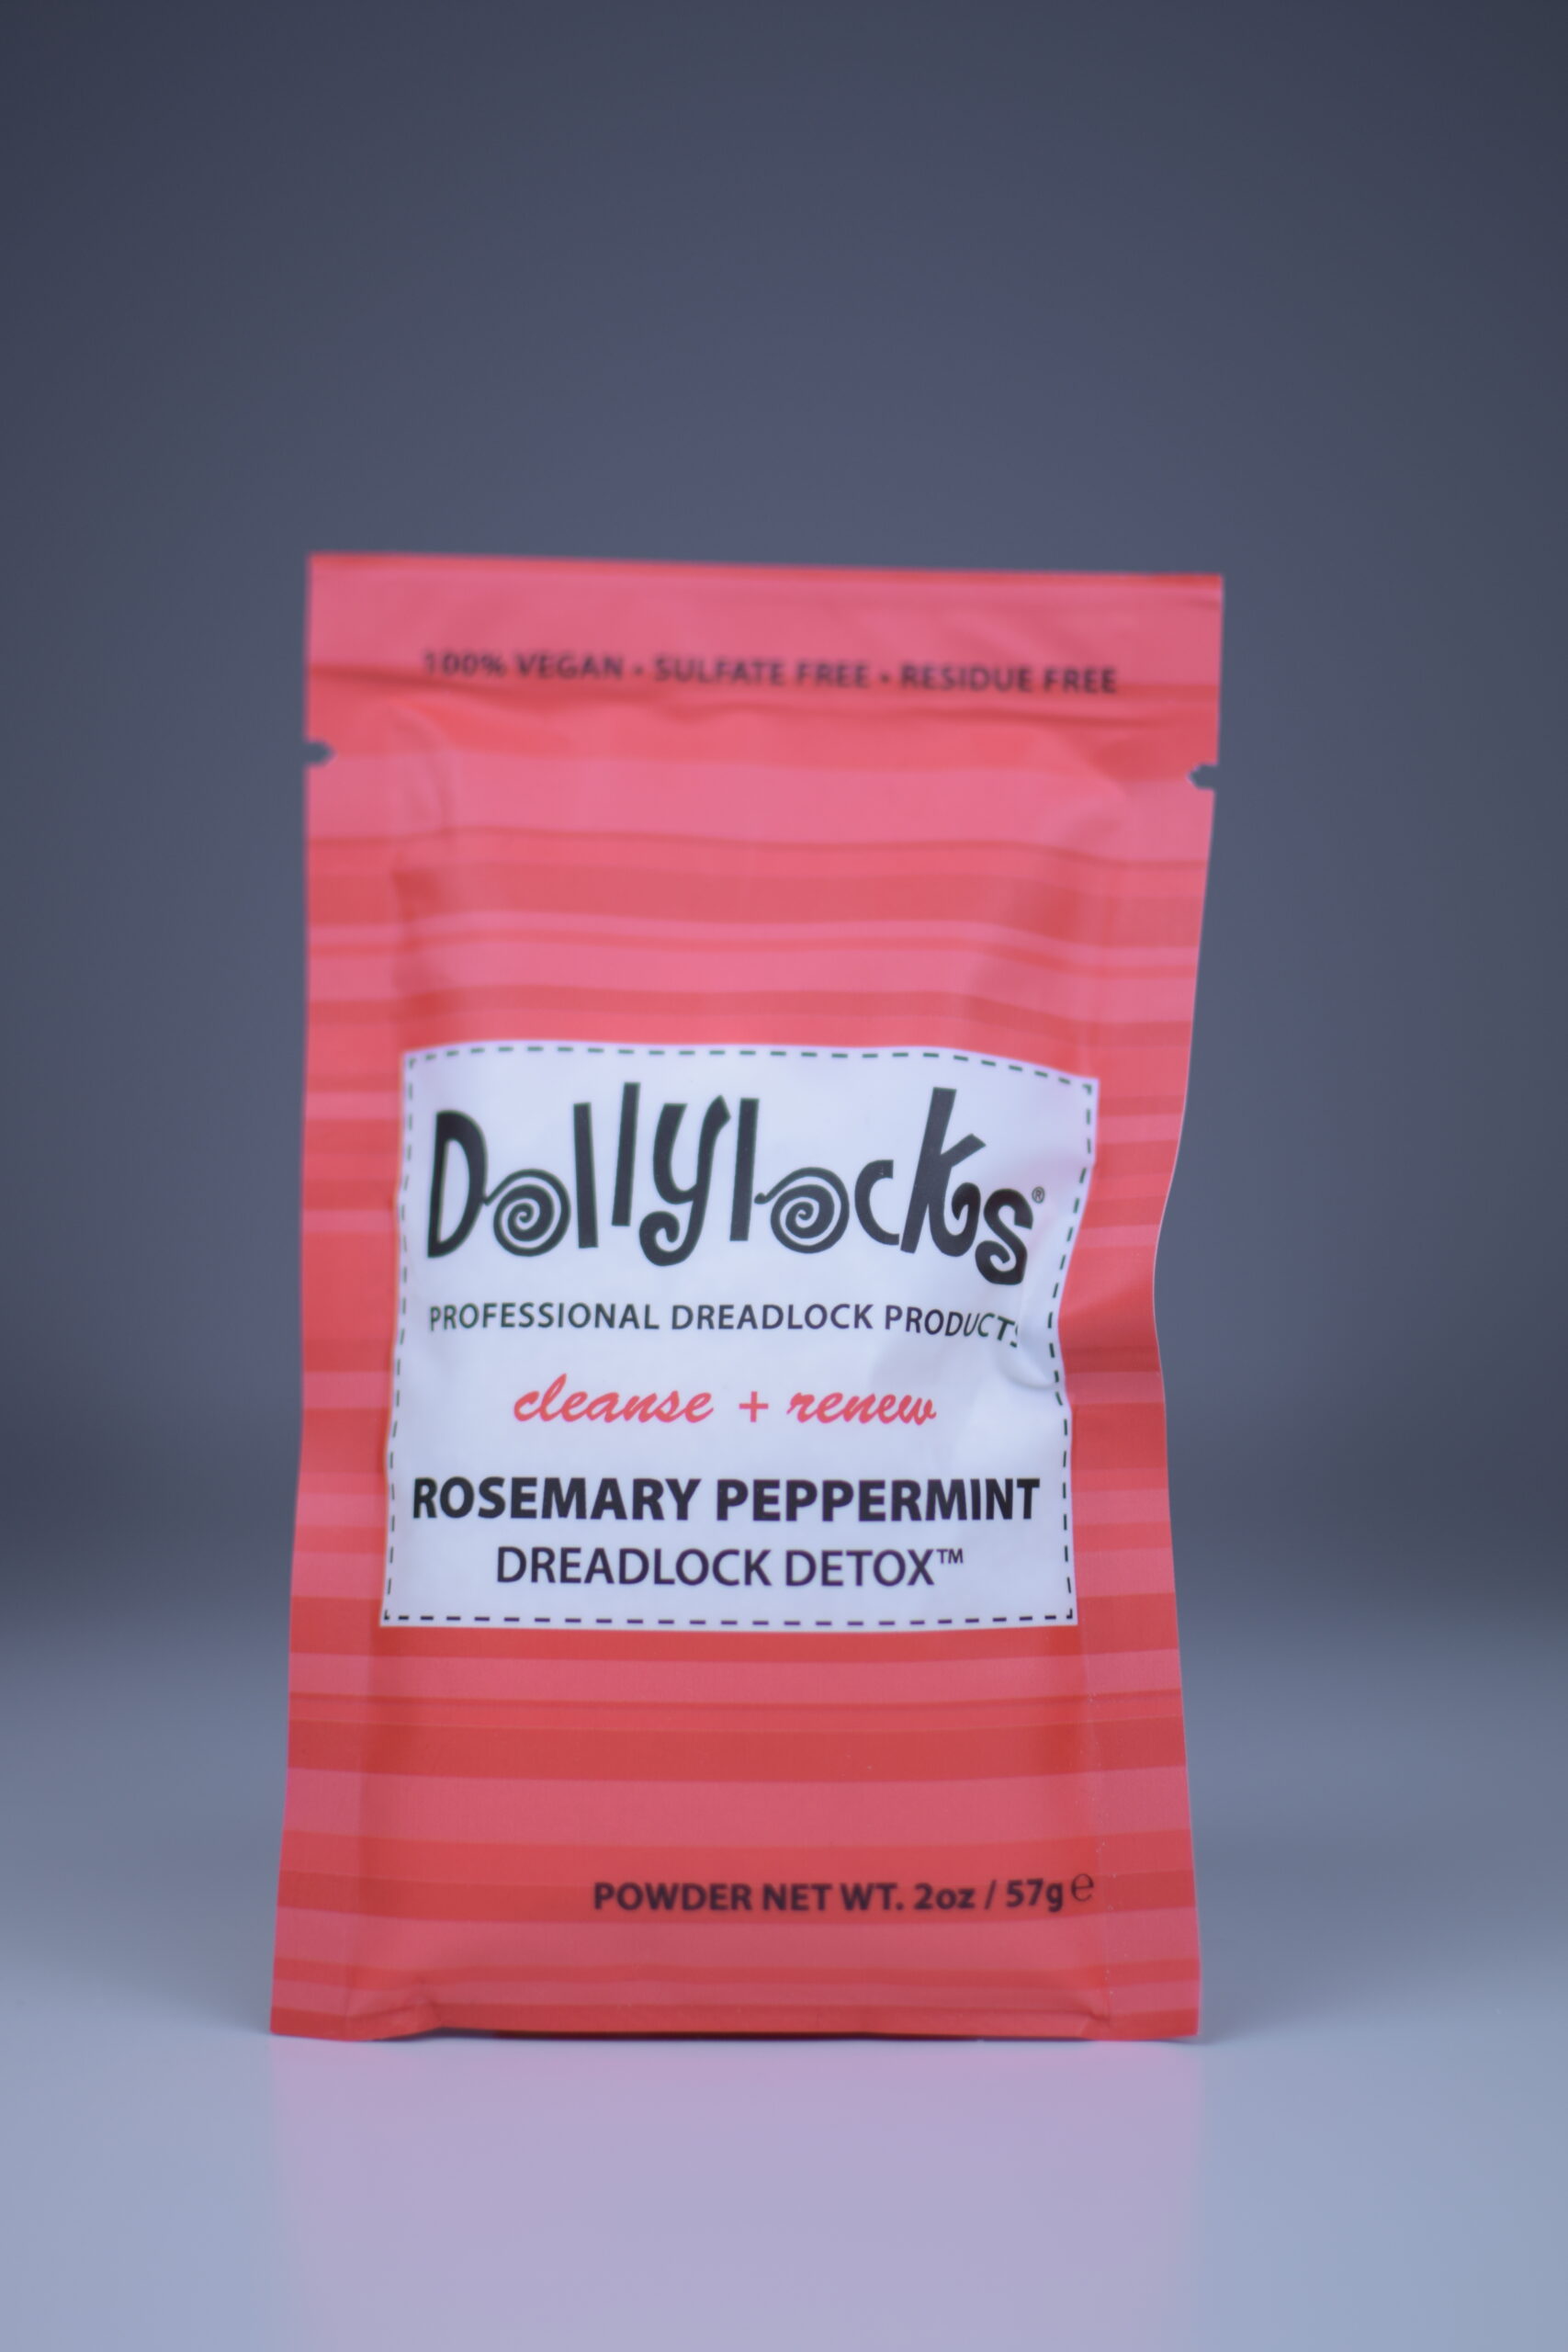 100% VEGAN • SULFATE FREE • RESIDUE FREE
Dollylocks®
PROFESSIONAL DREADLOCK PRODUCTS
cleanse + renew
ROSEMARY PEPPERMINT
DREADLOCK DETOX™
POWDER NET WT. 2oz / 57g ℮